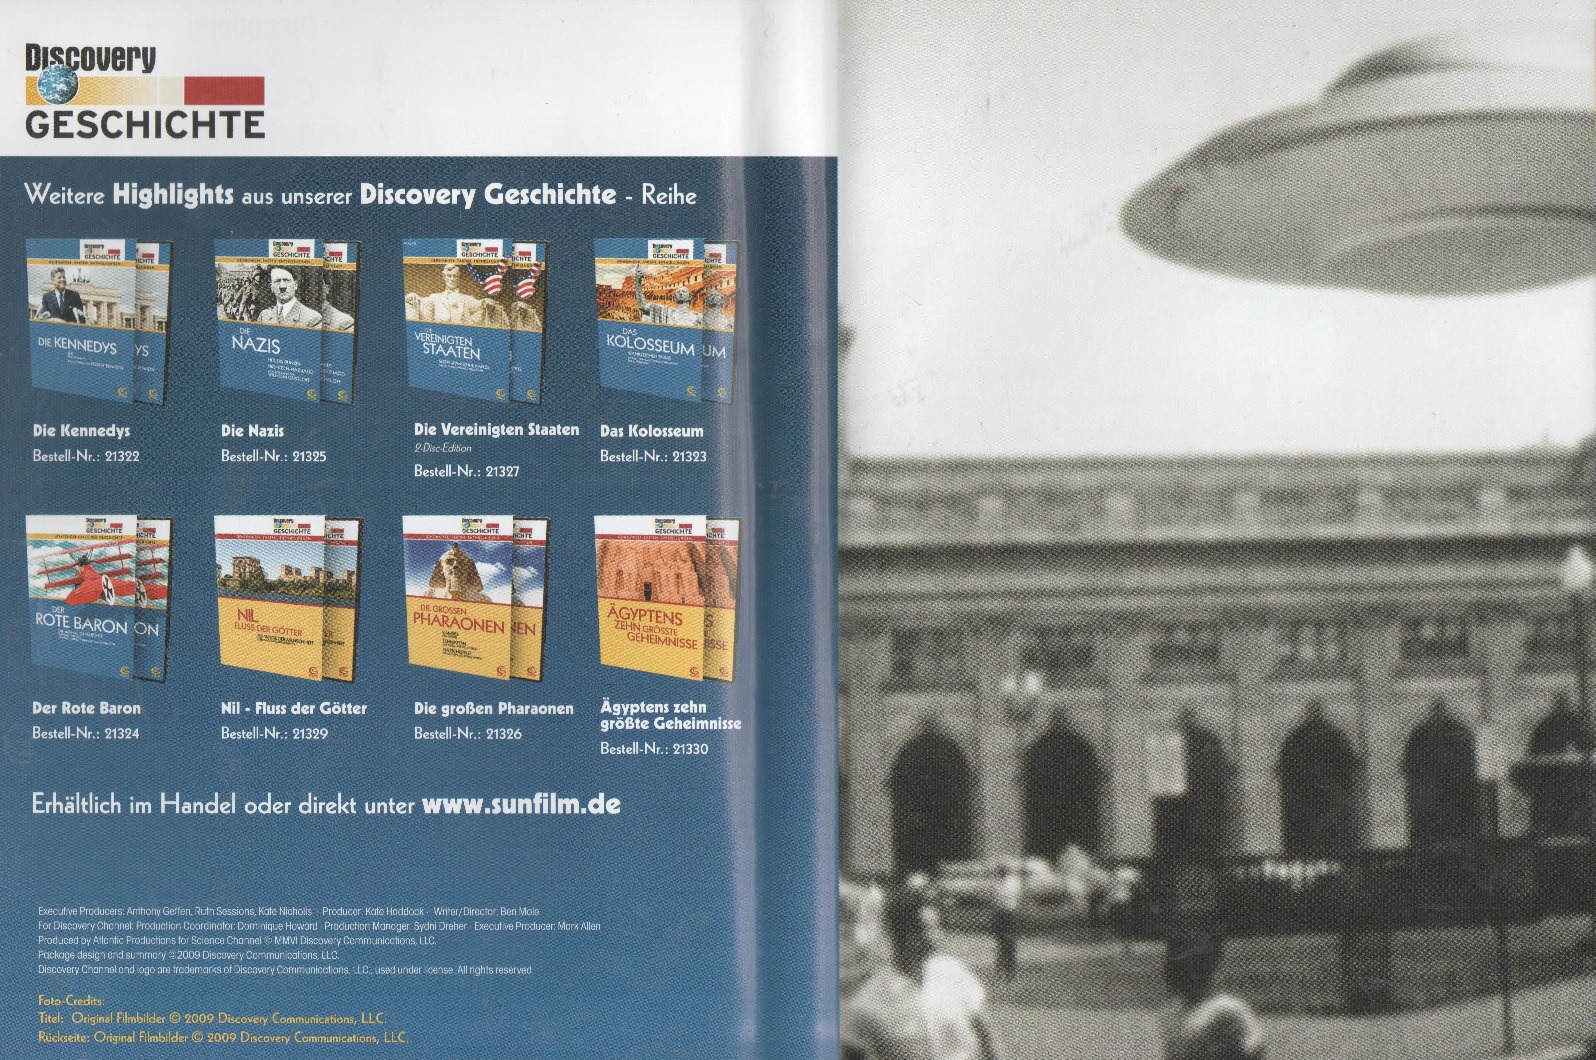 Discovery
GESCHICHTE
Weitere Highlights aus unserer Discovery Geschichte - Reihe
DIE KENNEDYS
DIE
NAZIS
DIE
VEREINIGTEN
STAATEN
DAS
KOLOSSEUM
Die Kennedys
Bestell-Nr.: 21322
Die Nazis
Bestell-Nr.: 21325
Die Vereinigten Staaten
2-Disc-Edition
Bestell-Nr.: 21327
Das Kolosseum
Bestell-Nr.: 21323
DER
ROTE BARON
NIL
FLUSS DER GÖTTER
DIE GROSSEN
PHARAONEN
ÄGYPTENS
ZEHN GRÖSSTE
GEHEIMNISSE
Der Rote Baron
Bestell-Nr.: 21324
Nil - Fluss der Götter
Bestell-Nr.: 21329
Die großen Pharaonen
Bestell-Nr.: 21326
Ägyptens zehn
größte Geheimnisse
Bestell-Nr.: 21330
Erhältlich im Handel oder direkt unter www.sunfilm.de
Executive Producers: Anthony Geffen, Ruth Sessions, Kate Nicholls · Producer: Kate Haddock · Writer/Director: Ben Mole
For Discovery Channel: Production Coordinator: Dominique Howard · Production Manager: Sydni Dreher · Executive Producer: Mark Allen
Produced by Atlantic Productions for Science Channel © MMVI Discovery Communications, LLC.
Package design and summary © 2009 Discovery Communications, LLC.
Discovery Channel and logo are trademarks of Discovery Communications, LLC., used under license. All rights reserved.
Foto-Credits:
Titel: Original Filmbilder © 2009 Discovery Communications, LLC.
Rückseite: Original Filmbilder © 2009 Discovery Communications, LLC.